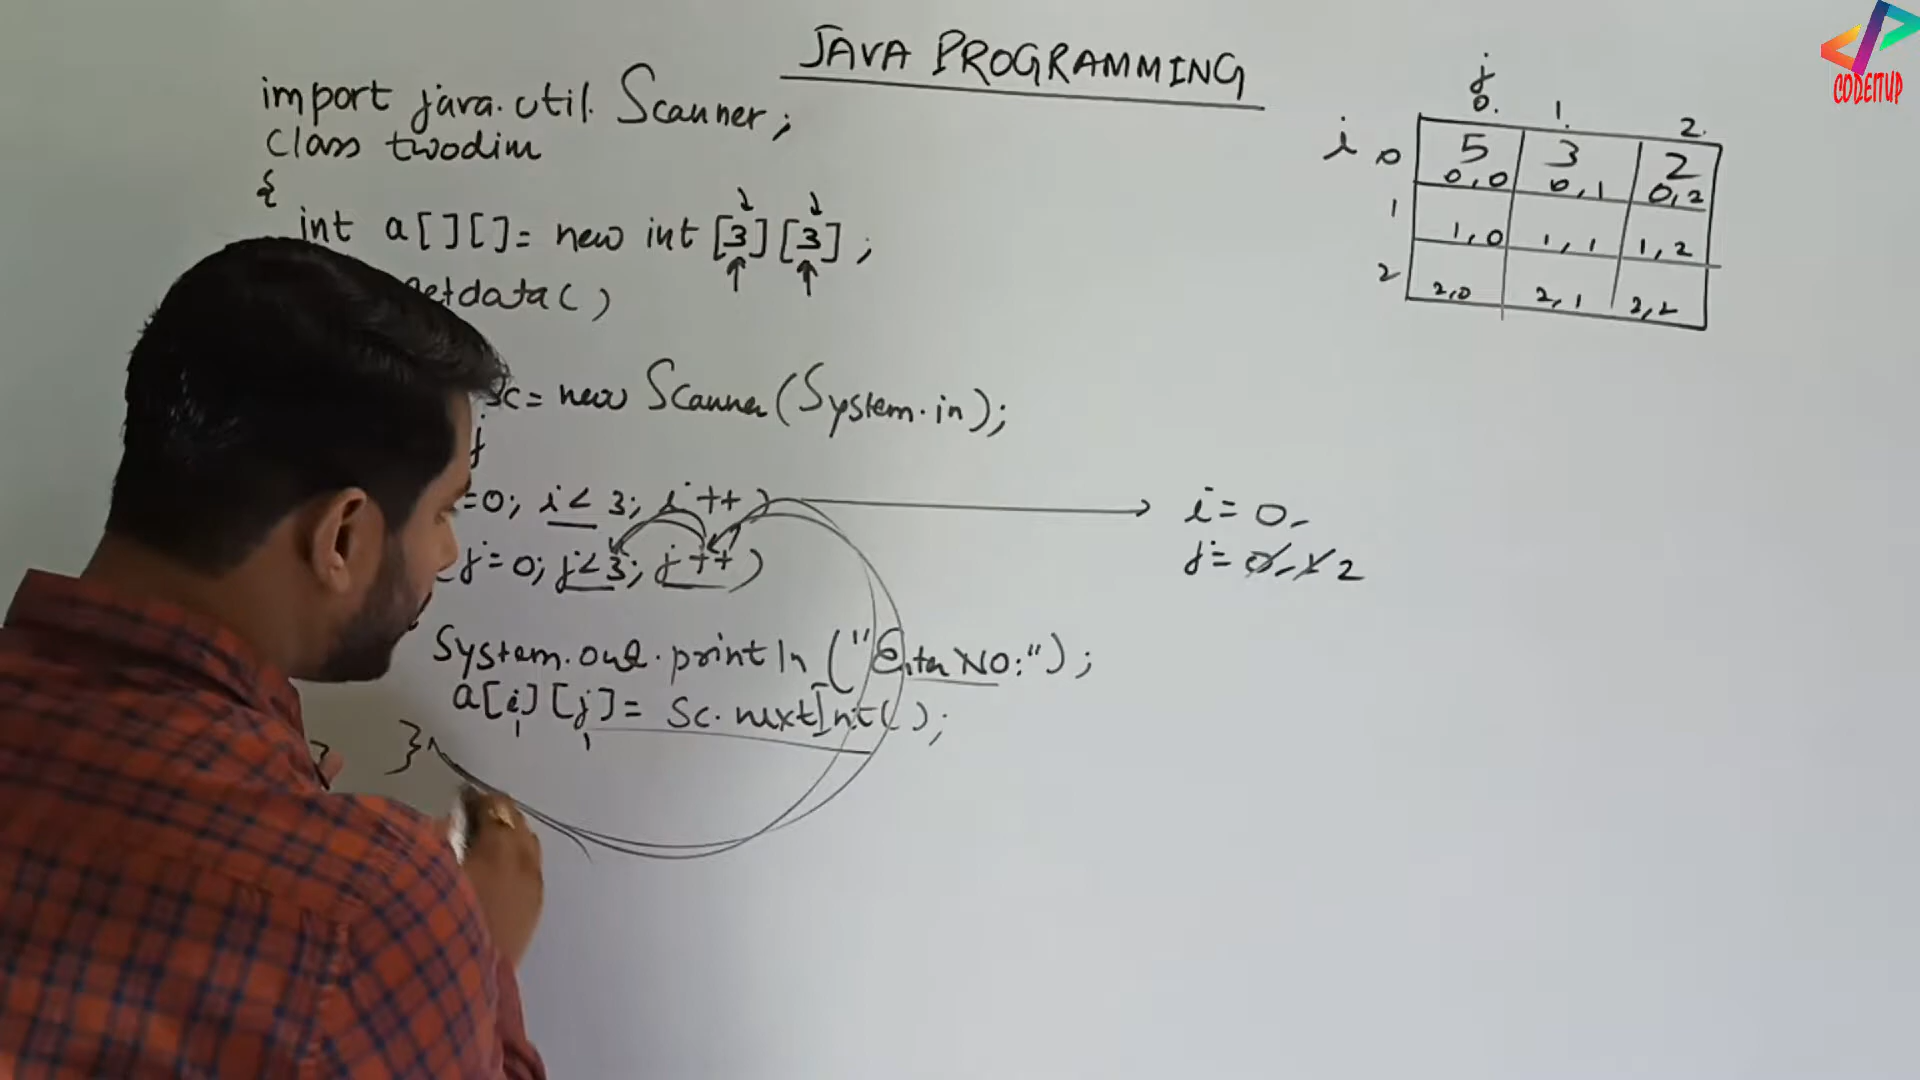 JAVA PROGRAMMING
CODEITUP
import java.util.Scanner;
class twodim
{
int a[][]= new int [3][3];
etdata()
Sc= new Scanner(System.in);
j
=0; i<3; i++)
(j=0; j<3; j++)
System.out.println("Enter NO:");
a[i][j]= Sc.nextInt();
}
j
0. 1. 2.
i 0 5 3 2
0,0 0,1 0,2
1 1,0 1,1 1,2
2 2,0 2,1 2,2
i= 0
j= 0 1 2